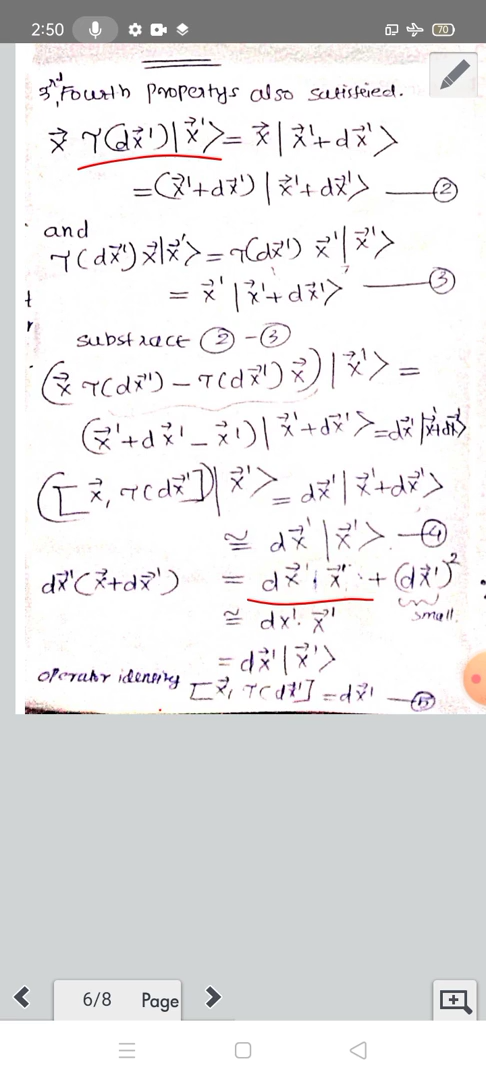 2:50
70
3rd, Fourth Propertys also satisfeied.
x⃗ τ(dx⃗')|x⃗'> = x⃗|x⃗'+dx⃗'>
= (x⃗'+dx⃗')|x⃗'+dx⃗'> —②
and
τ(dx⃗') x⃗|x⃗'> = τ(dx⃗') x⃗'|x⃗'>
= x⃗'|x⃗'+dx⃗'> —③
t
r
substract ② - ③
(x⃗ τ(dx⃗') - τ(dx⃗') x⃗)|x⃗'> =
(x⃗'+dx⃗'-x⃗')|x⃗'+dx⃗'> = dx⃗'|x⃗'+dx⃗'>
([x⃗, τ(dx⃗')])|x⃗'> = dx⃗'|x⃗'+dx⃗'>
≅ dx⃗'|x⃗'> —④
dx⃗'(x⃗+dx⃗') = dx⃗'·x⃗' + (dx⃗')²
≅ dx'·x⃗' small.
= dx⃗'|x⃗'>
operator identity [x⃗, τ(dx⃗')] = dx⃗' —⑤
6/8 Page